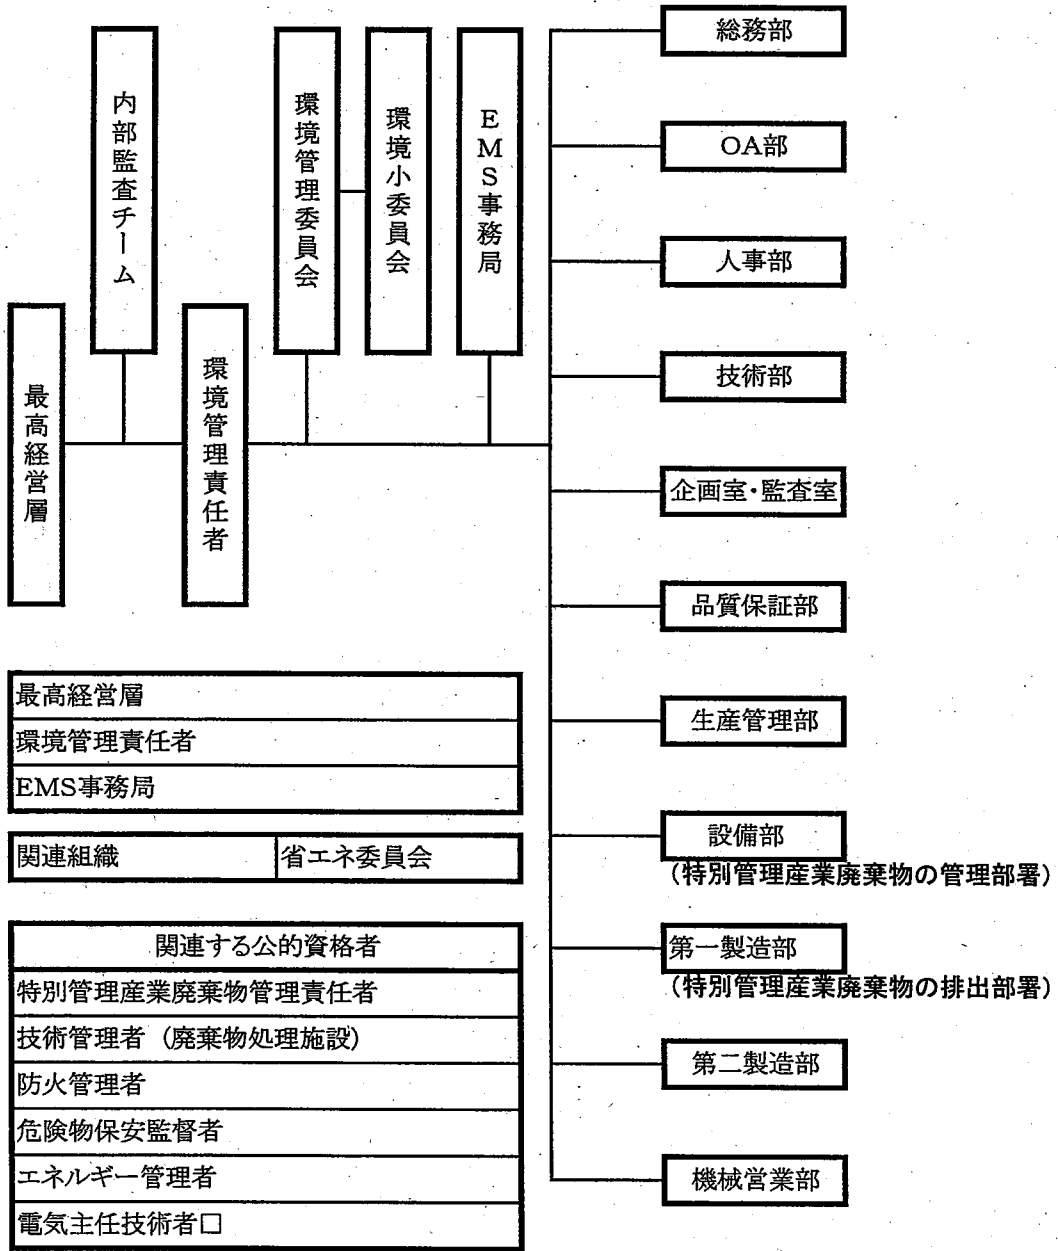 最高経営層
内部監査チーム
環境管理責任者
環境管理委員会
環境小委員会
EMS事務局
総務部
OA部
人事部
技術部
企画室・監査室
品質保証部
生産管理部
設備部
(特別管理産業廃棄物の管理部署)
第一製造部
(特別管理産業廃棄物の排出部署)
第二製造部
機械営業部
最高経営層
環境管理責任者
EMS事務局
関連組織 省エネ委員会
関連する公的資格者
特別管理産業廃棄物管理責任者
技術管理者（廃棄物処理施設）
防火管理者
危険物保安監督者
エネルギー管理者
電気主任技術者□